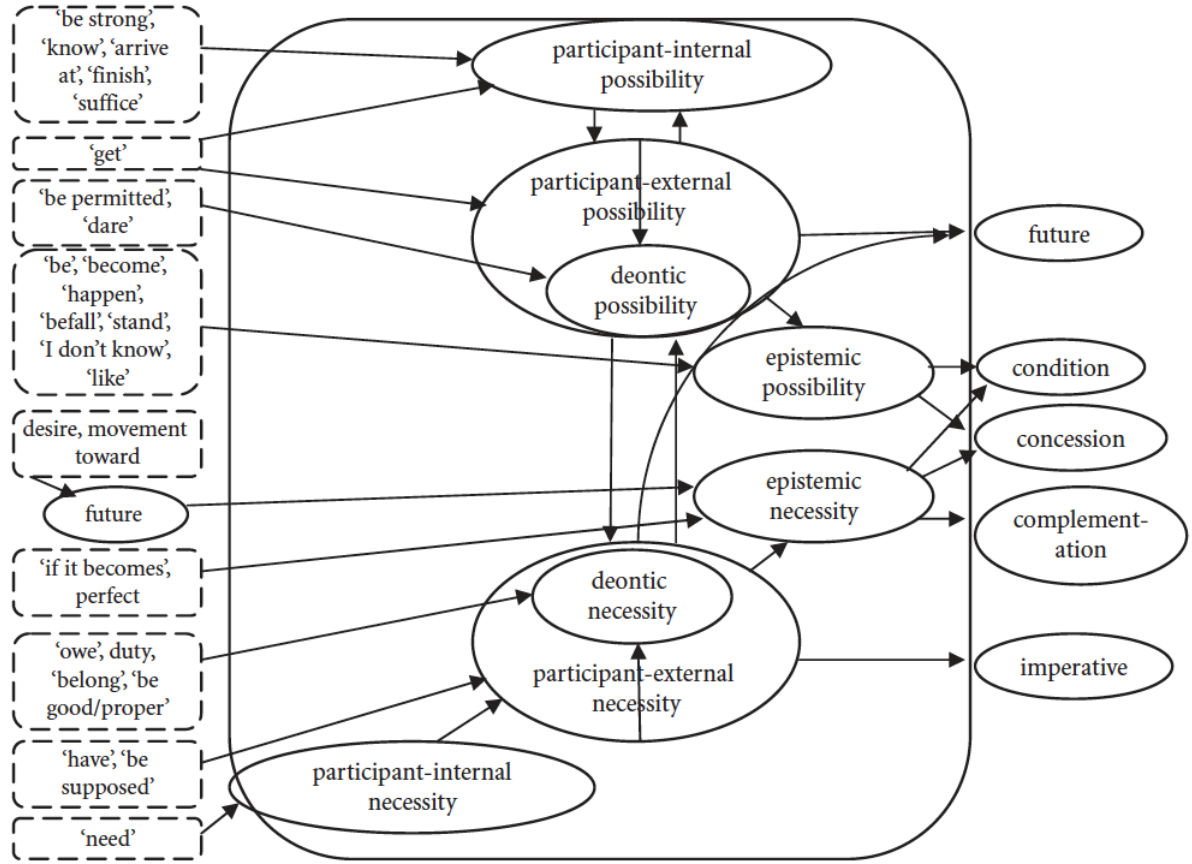 ‘be strong’,
‘know’, ‘arrive
at’, ‘finish’,
‘suffice’
‘get’
‘be permitted’,
‘dare’
‘be’, ‘become’,
‘happen’,
‘befall’, ‘stand’,
‘I don’t know’,
‘like’
desire, movement
toward
future
‘if it becomes’,
perfect
‘owe’, duty,
‘belong’, ‘be
good/proper’
‘have’, ‘be
supposed’
‘need’
participant-internal
possibility
participant-external
possibility
deontic
possibility
epistemic
possibility
epistemic
necessity
deontic
necessity
participant-external
necessity
participant-internal
necessity
future
condition
concession
complement-
ation
imperative